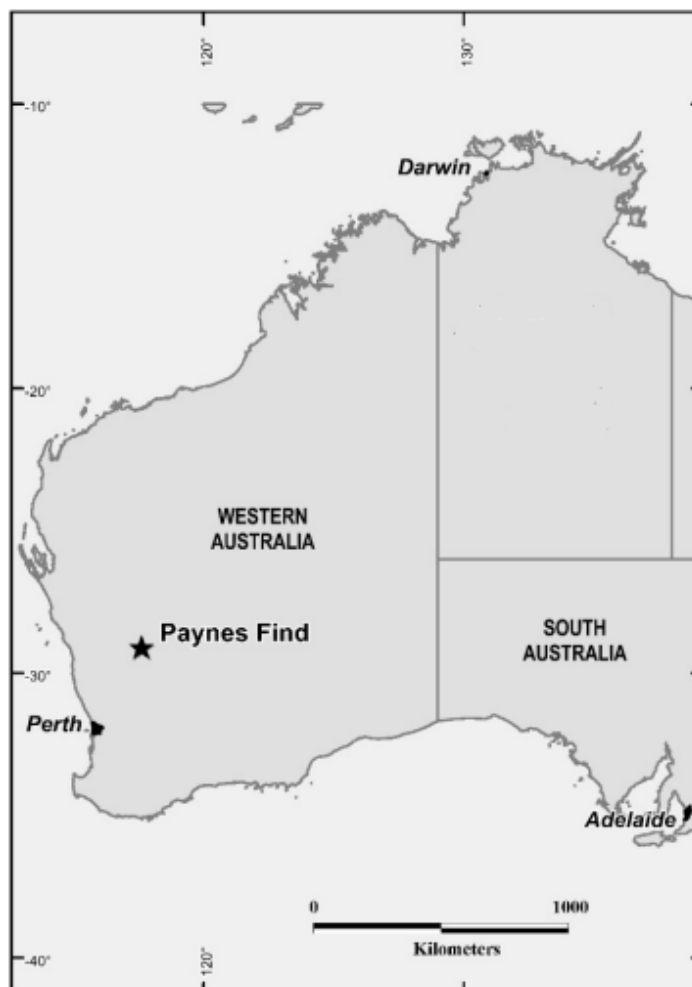 120°
130°
-10°
Darwin
-20°
WESTERN
AUSTRALIA
Paynes Find
SOUTH
AUSTRALIA
-30°
Perth
Adelaide
0
1000
Kilometers
-40°
120°
130°